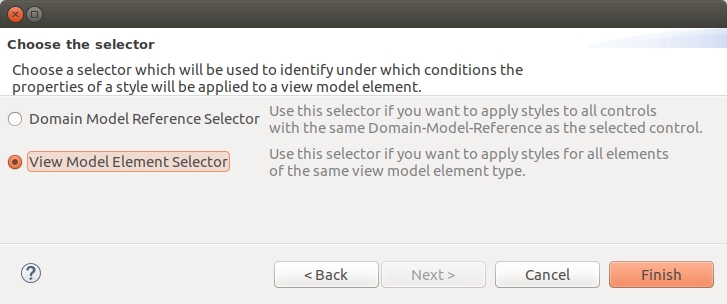 Choose the selector
Choose a selector which will be used to identify under which conditions the
properties of a style will be applied to a view model element.
Domain Model Reference Selector
Use this selector if you want to apply styles to all controls
with the same Domain-Model-Reference as the selected control.
View Model Element Selector
Use this selector if you want to apply styles for all elements
of the same view model element type.
?
< Back
Next >
Cancel
Finish